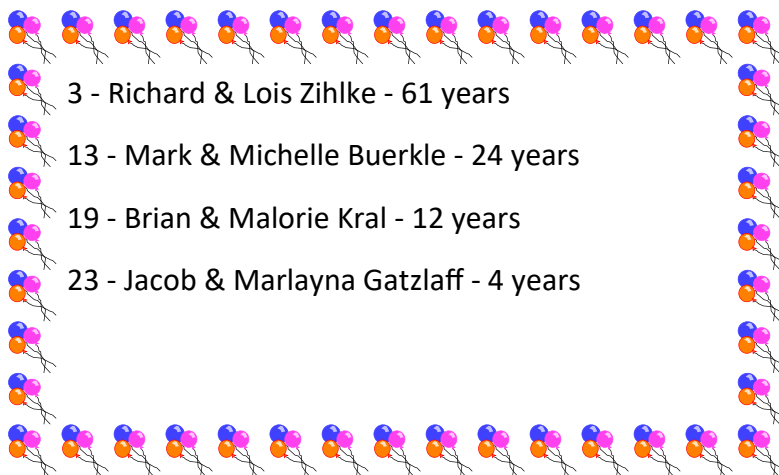 3 - Richard & Lois Zihlke - 61 years
13 - Mark & Michelle Buerkle - 24 years
19 - Brian & Malorie Kral - 12 years
23 - Jacob & Marlayna Gatzlaff - 4 years